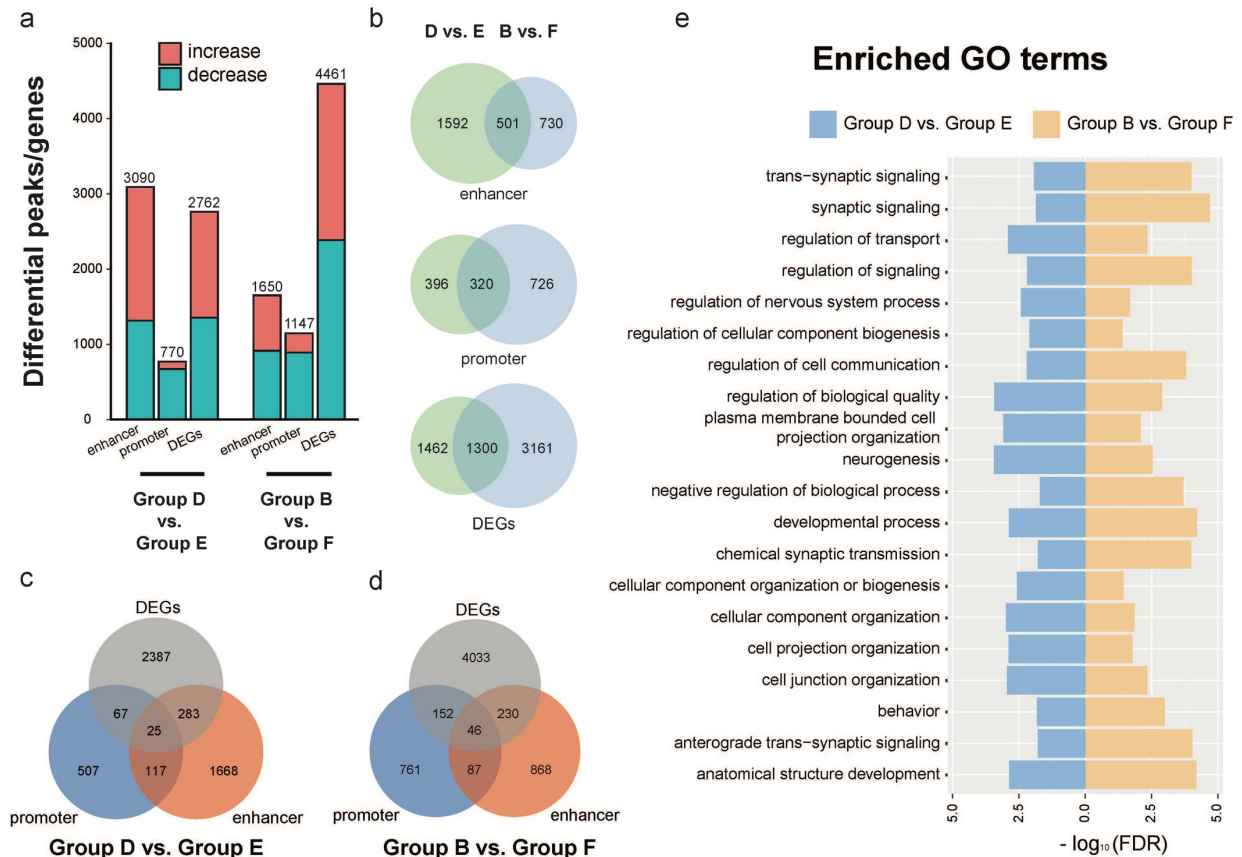 a
Differential peaks/genes
5000
4000
3000
2000
1000
0
increase
decrease
3090
770
2762
1650
1147
4461
enhancer
promoter
DEGs
enhancer
promoter
DEGs
Group D
vs.
Group E
Group B
vs.
Group F
b
D vs. E B vs. F
1592 501 730
enhancer
396 320 726
promoter
1462 1300 3161
DEGs
c
DEGs
2387
67 283
25
507 117 1668
promoter enhancer
Group D vs. Group E
d
DEGs
4033
152 230
46
761 87 868
promoter enhancer
Group B vs. Group F
e
Enriched GO terms
Group D vs. Group E Group B vs. Group F
trans−synaptic signaling
synaptic signaling
regulation of transport
regulation of signaling
regulation of nervous system process
regulation of cellular component biogenesis
regulation of cell communication
regulation of biological quality
plasma membrane bounded cell
projection organization
neurogenesis
negative regulation of biological process
developmental process
chemical synaptic transmission
cellular component organization or biogenesis
cellular component organization
cell projection organization
cell junction organization
behavior
anterograde trans−synaptic signaling
anatomical structure development
5.0 2.5 0.0 2.5 5.0
- log₁₀ (FDR)